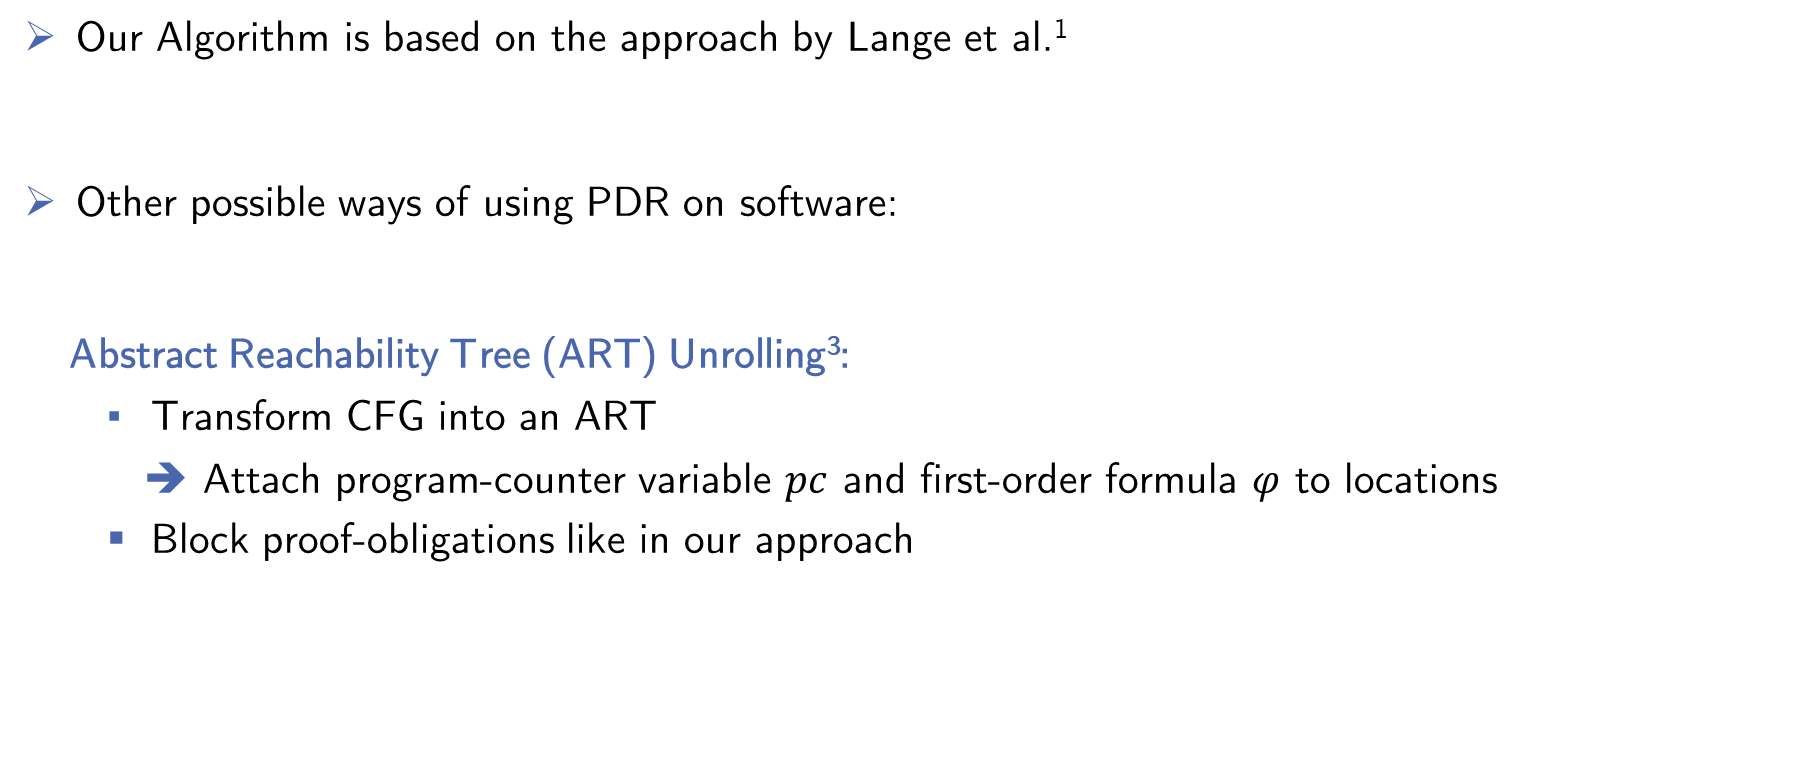 ➢ Our Algorithm is based on the approach by Lange et al.¹
➢ Other possible ways of using PDR on software:
Abstract Reachability Tree (ART) Unrolling³:
▪ Transform CFG into an ART
➔ Attach program-counter variable pc and first-order formula φ to locations
▪ Block proof-obligations like in our approach